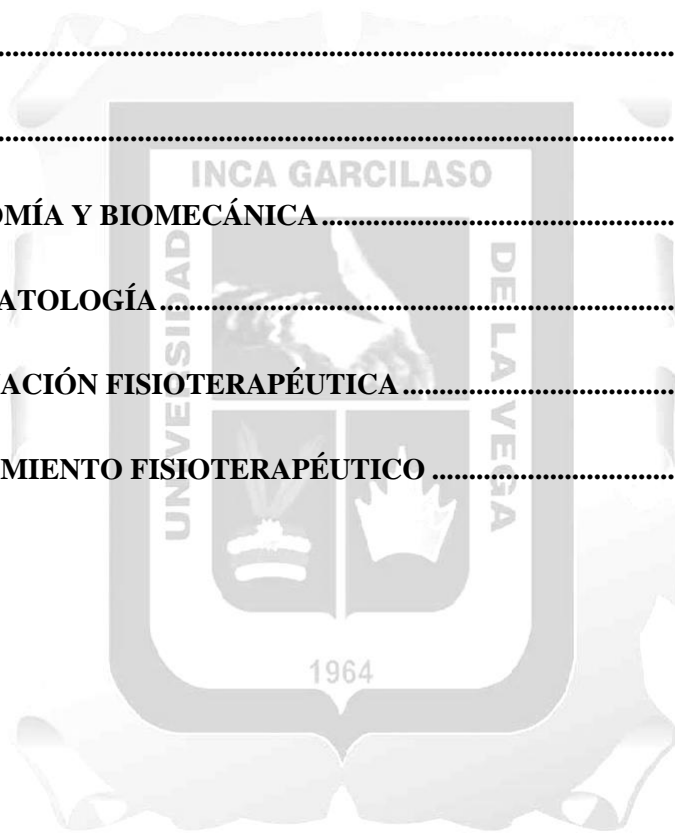 ....................................................................................................
....................................................................................................
INCA GARCILASO
OMÍA Y BIOMECÁNICA................................................
UNIVERSIDAD
DE LA VEGA
ATOLOGÍA......................................................................
ACIÓN FISIOTERAPÉUTICA.....................................
MIENTO FISIOTERAPÉUTICO.................................
1964